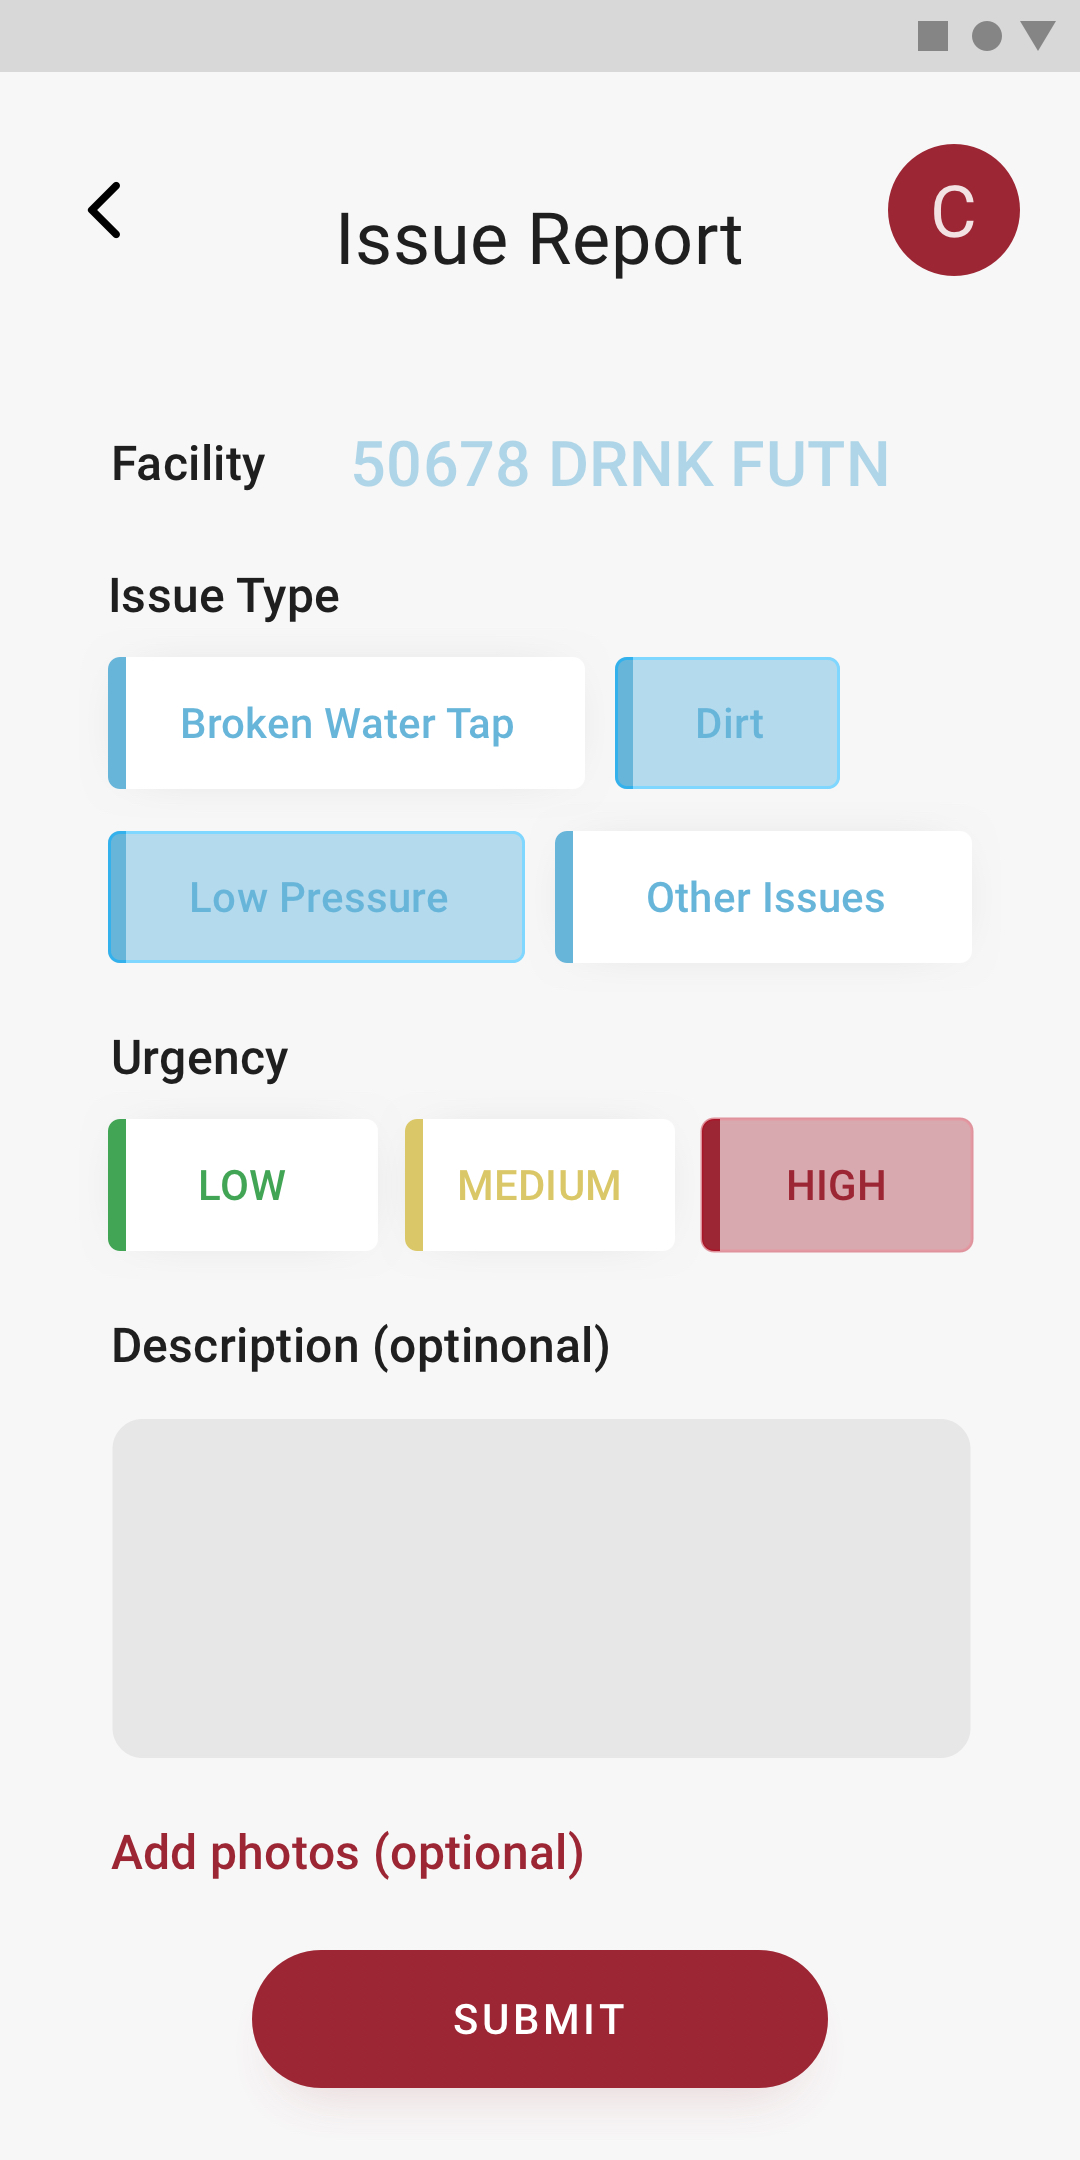 C
Issue Report
Facility 50678 DRNK FUTN
Issue Type
Broken Water Tap Dirt
Low Pressure Other Issues
Urgency
LOW MEDIUM HIGH
Description (optinonal)
Add photos (optional)
SUBMIT